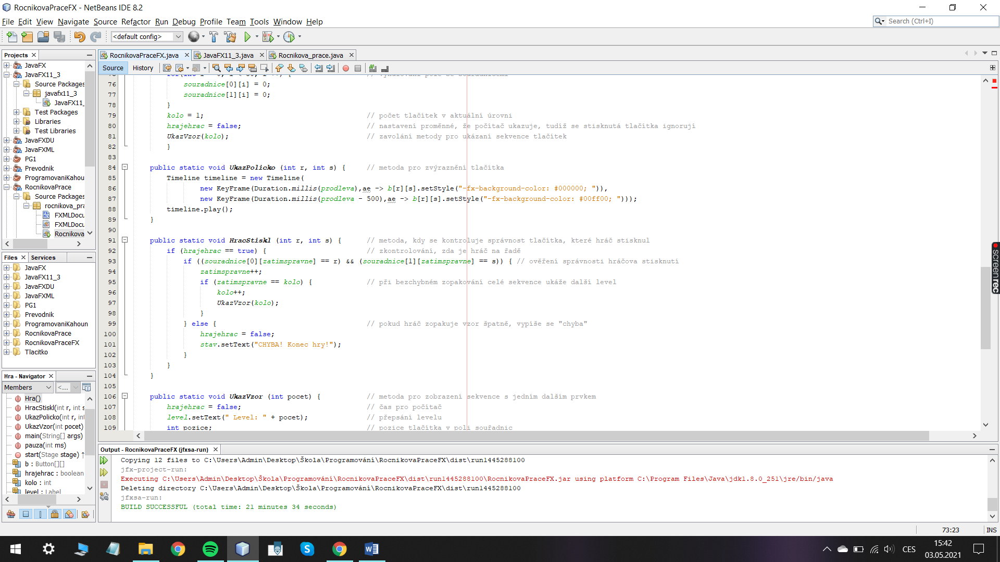 RocnikovaPraceFX - NetBeans IDE 8.2
File Edit View Navigate Source Refactor Run Debug Profile Team Tools Window Help
Search (Ctrl+I)
<default config>
Projects
JavaFX
JavaFX11_3
Source Packages
javafx11_3
JavaFX11_
Test Packages
Libraries
Test Libraries
JavaFXDU
JavaFXML
PG1
Prevodnik
ProgramovaniKahou
RocnikovaPrace
Source Packages
rocnikova_pra
FXMLDocu
FXMLDocu
Rocnikova
Files Services
JavaFX
JavaFX11_3
JavaFXDU
JavaFXML
PG1
Prevodnik
ProgramovaniKahoun
RocnikovaPrace
RocnikovaPraceFX
Tlacitko
Hra - Navigator
Members <...
Hra()
HracStiskl(int r, int s
UkazPolicko(int r, int
UkazVzor(int pocet)
main(String[] args)
pauza(int ms)
start(Stage stage) ↑
b : Button[][]
hrajehrac : boolean
kolo : int
level : Label
RocnikovaPraceFX.java JavaFX11_3.java Rocnikova_prace.java
Source History
76 souradnice[0][i] = 0;
77 souradnice[1][i] = 0;
78 }
79 kolo = 1; // počet tlačítek v aktuální úrovni
80 hrajehrac = false; // nastavení proměnné, že počítač ukazuje, tudíž se stisknutá tlačítka ignorují
81 UkazVzor(kolo); // zavolání metody pro ukázaní sekvence tlačítek
82 }
83
84 public static void UkazPolicko (int r, int s) { // metoda pro zvýraznění tlačítka
85 Timeline timeline = new Timeline(
86 new KeyFrame(Duration.millis(prodleva),ae -> b[r][s].setStyle("-fx-background-color: #000000; ")),
87 new KeyFrame(Duration.millis(prodleva - 500),ae -> b[r][s].setStyle("-fx-background-color: #00ff00; ")));
88 timeline.play();
89 }
90
91 public static void HracStiskl (int r, int s) { // metoda, kdy se kontroluje správnost tlačítka, které hráč stisknul
92 if (hrajehrac == true) { // zkontrolování, zda je hráč na řadě
93 if ((souradnice[0][zatimspravne] == r) && (souradnice[1][zatimspravne] == s)) { // ověření správnosti hráčova stisknutí
94 zatimspravne++;
95 if (zatimspravne == kolo) { // při bezchybném zopakování celé sekvence ukáže další level
96 kolo++;
97 UkazVzor(kolo);
98 }
99 } else { // pokud hráč zopakuje vzor špatně, vypíše se "chyba"
100 hrajehrac = false;
101 stav.setText("CHYBA! Konec hry!");
102 }
103 }
104 }
105
106 public static void UkazVzor (int pocet) { // metoda pro zobrazení sekvence s jedním dalším prvkem
107 hrajehrac = false; // čas pro počítač
108 level.setText(" Level: " + pocet); // přepsání levelu
109 int pozice; // pozice tlačítka v poli souřadnic
Output - RocnikovaPraceFX (jfxsa-run)
Copying 12 files to C:\Users\Admin\Desktop\Škola\Programování\RocnikovaPraceFX\dist\run1445288100
jfx-project-run:
Executing C:\Users\Admin\Desktop\Škola\Programování\RocnikovaPraceFX\dist\run1445288100\RocnikovaPraceFX.jar using platform C:\Program Files\Java\jdk1.8.0_251\jre/bin/java
Deleting directory C:\Users\Admin\Desktop\Škola\Programování\RocnikovaPraceFX\dist\run1445288100
jfxsa-run:
BUILD SUCCESSFUL (total time: 21 minutes 34 seconds)
screenrec
73:23 INS
CES
15:42
03.05.2021